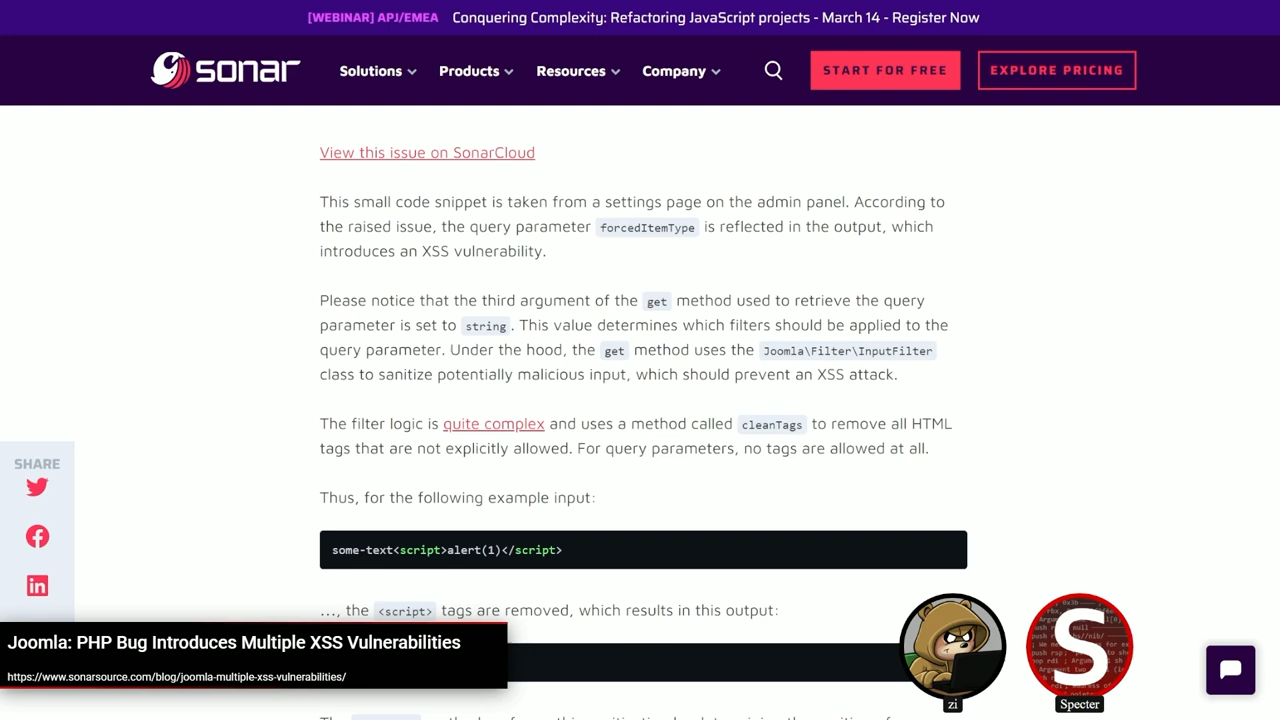 [WEBINAR] APJ/EMEA Conquering Complexity: Refactoring JavaScript projects - March 14 - Register Now
sonar Solutions Products Resources Company START FOR FREE EXPLORE PRICING
View this issue on SonarCloud
This small code snippet is taken from a settings page on the admin panel. According to
the raised issue, the query parameter forcedItemType is reflected in the output, which
introduces an XSS vulnerability.
Please notice that the third argument of the get method used to retrieve the query
parameter is set to string. This value determines which filters should be applied to the
query parameter. Under the hood, the get method uses the Joomla\Filter\InputFilter
class to sanitize potentially malicious input, which should prevent an XSS attack.
The filter logic is quite complex and uses a method called cleanTags to remove all HTML
tags that are not explicitly allowed. For query parameters, no tags are allowed at all.
SHARE
Thus, for the following example input:
some-text<script>alert(1)</script>
..., the <script> tags are removed, which results in this output:
Joomla: PHP Bug Introduces Multiple XSS Vulnerabilities
https://www.sonarsource.com/blog/joomla-multiple-xss-vulnerabilities/
S
zi
Specter